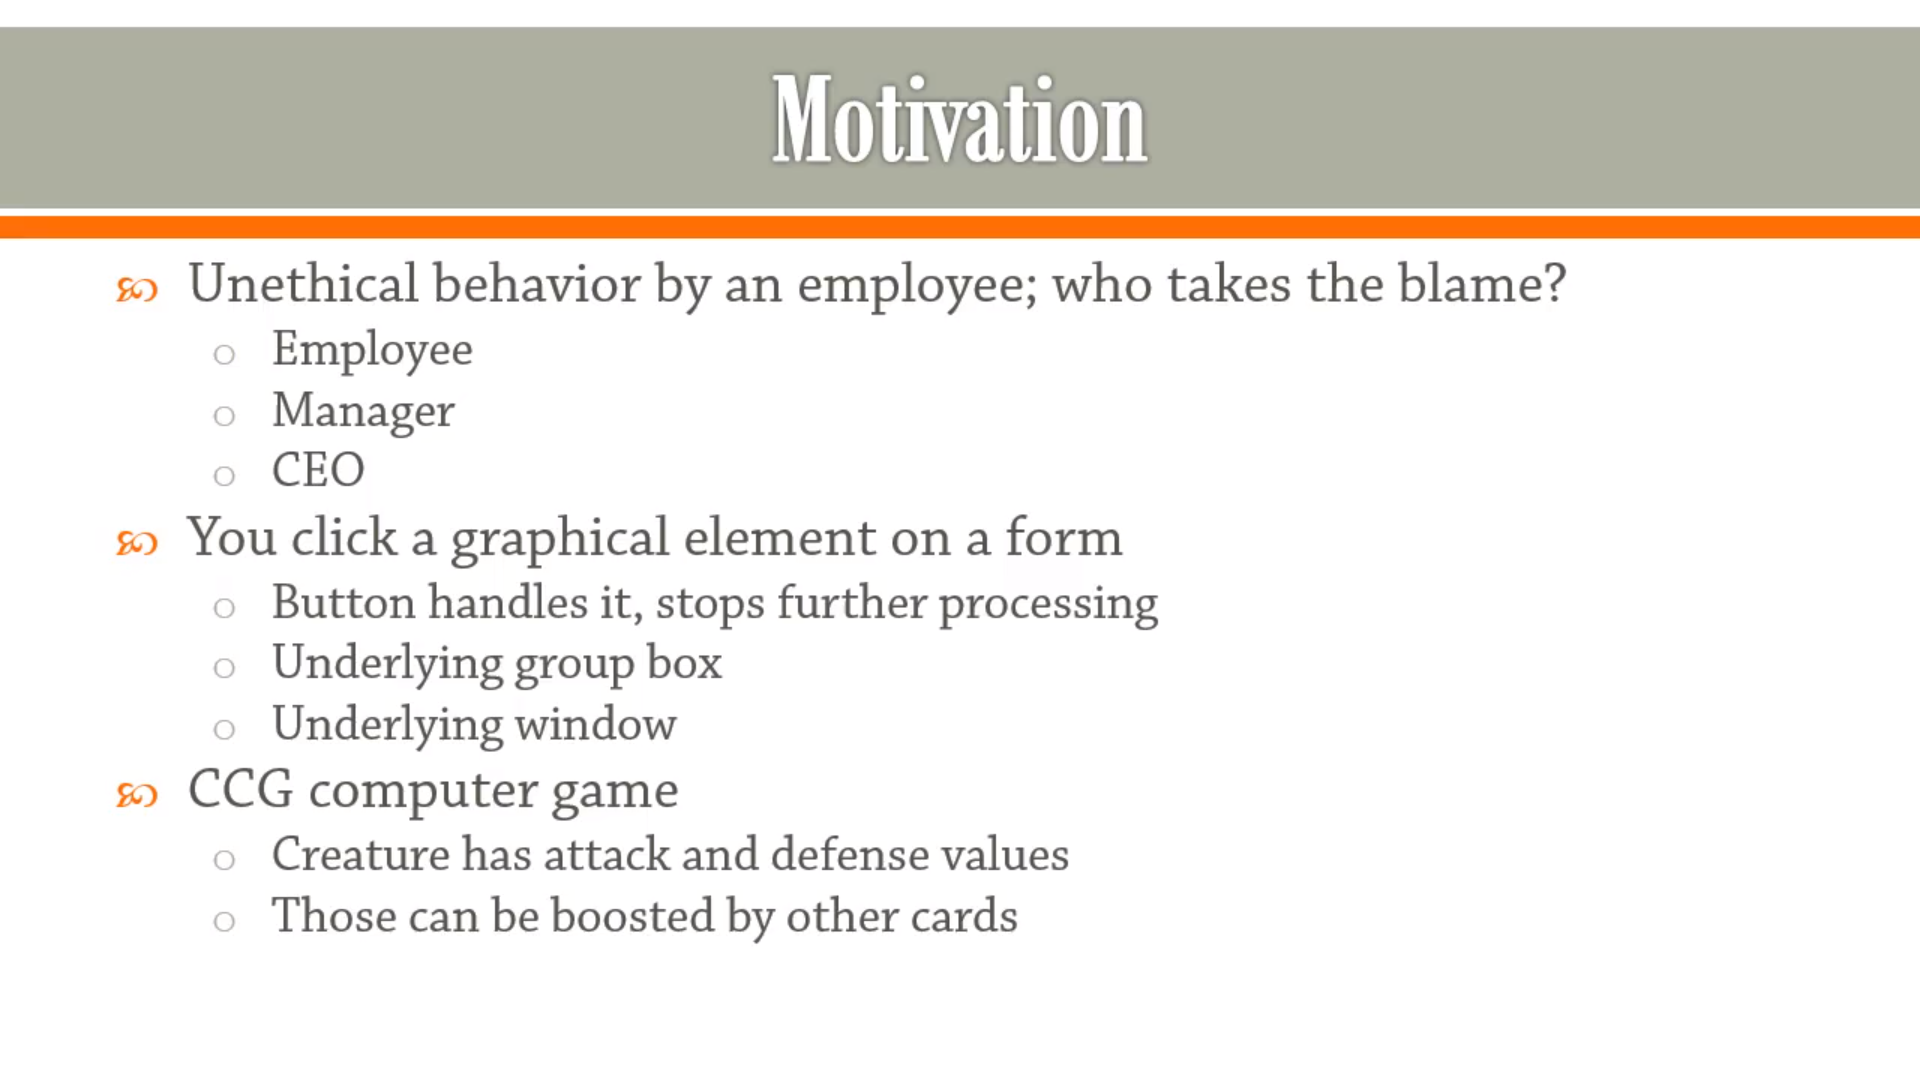 Motivation
Unethical behavior by an employee; who takes the blame?
Employee
Manager
CEO
You click a graphical element on a form
Button handles it, stops further processing
Underlying group box
Underlying window
CCG computer game
Creature has attack and defense values
Those can be boosted by other cards